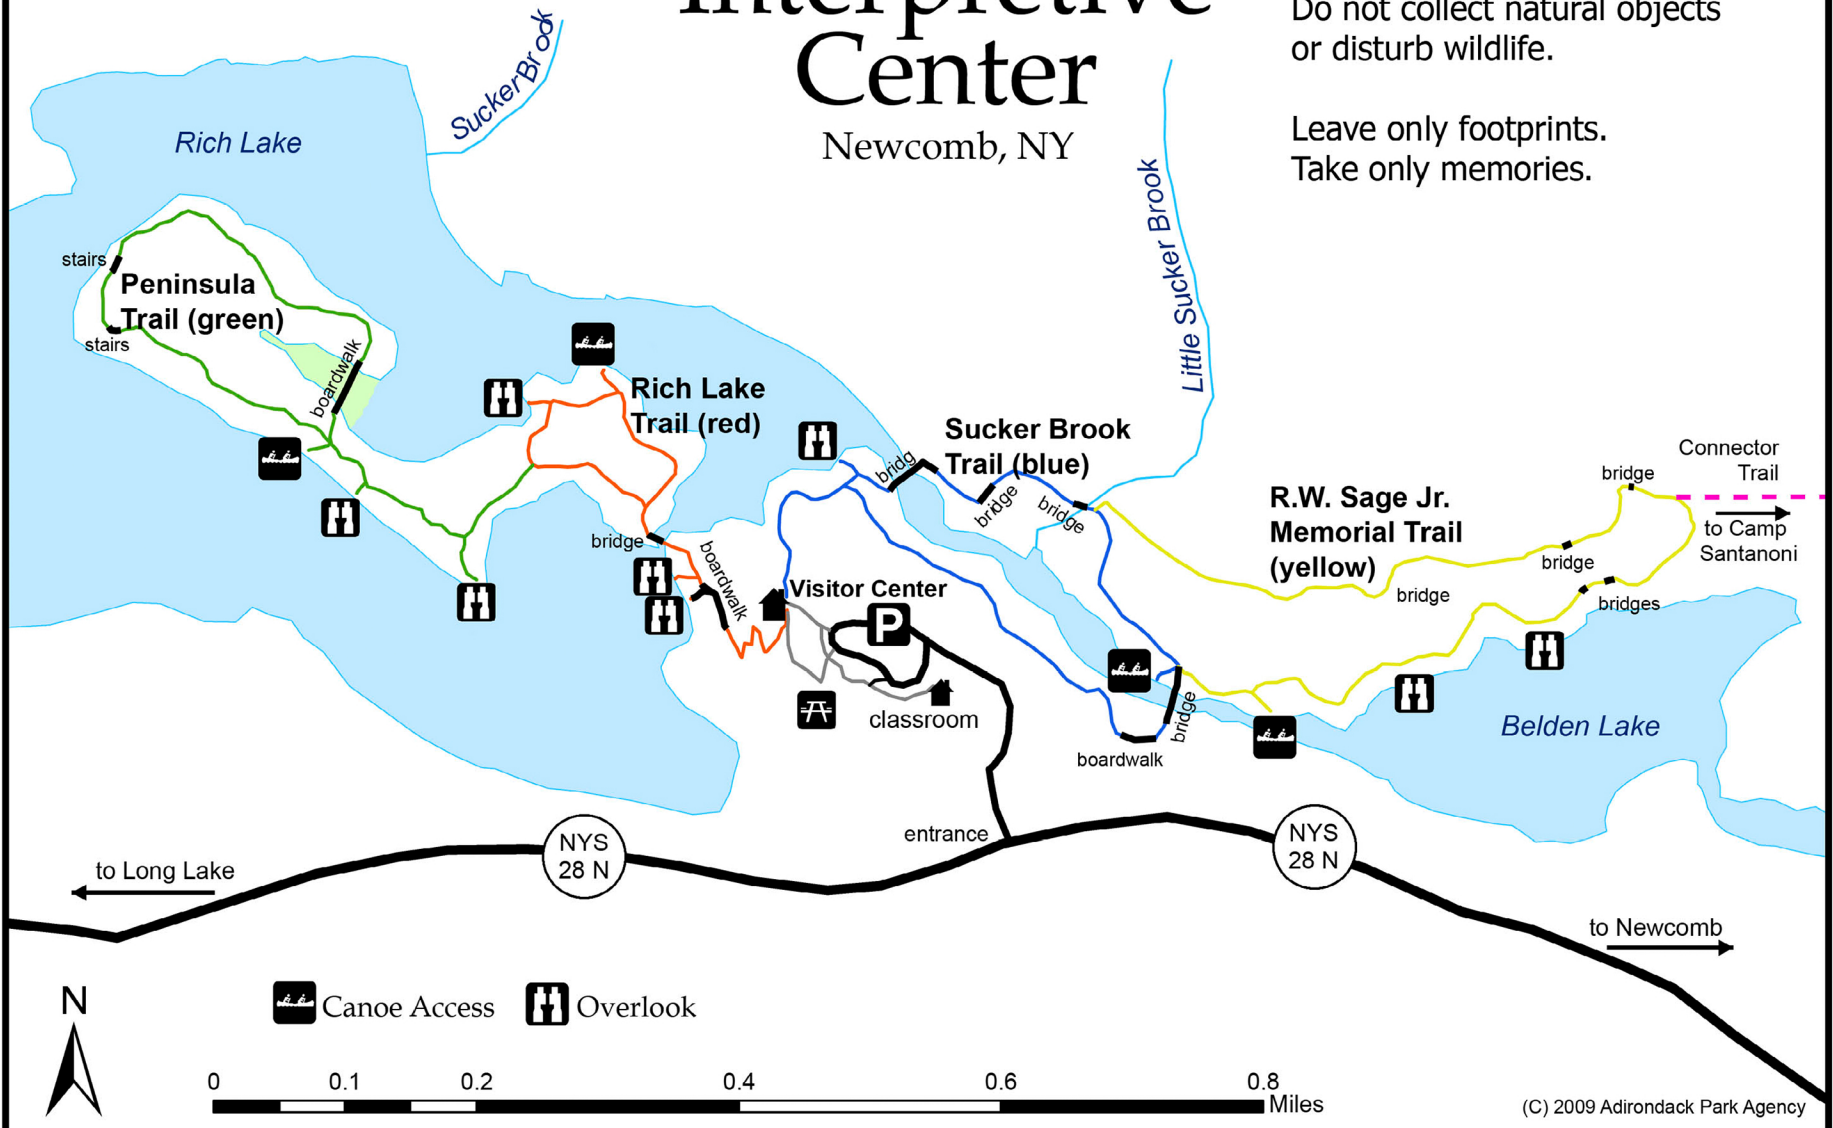 Interpretive
Center
Newcomb, NY
Do not collect natural objects
or disturb wildlife.
Leave only footprints.
Take only memories.
Rich Lake
SuckerBrook
Little Sucker Brook
stairs
Peninsula
Trail (green)
stairs
boardwalk
Rich Lake
Trail (red)
Sucker Brook
Trail (blue)
bridg
bridge
bridge
R.W. Sage Jr.
Memorial Trail
(yellow)
bridge
Connector
Trail
to Camp
Santanoni
bridge
bridge
bridges
bridge
boardwalk
Visitor Center
P
classroom
boardwalk
bridge
Belden Lake
entrance
NYS
28 N
NYS
28 N
to Long Lake
to Newcomb
N
Canoe Access
Overlook
0 0.1 0.2 0.4 0.6 0.8
Miles
(C) 2009 Adirondack Park Agency